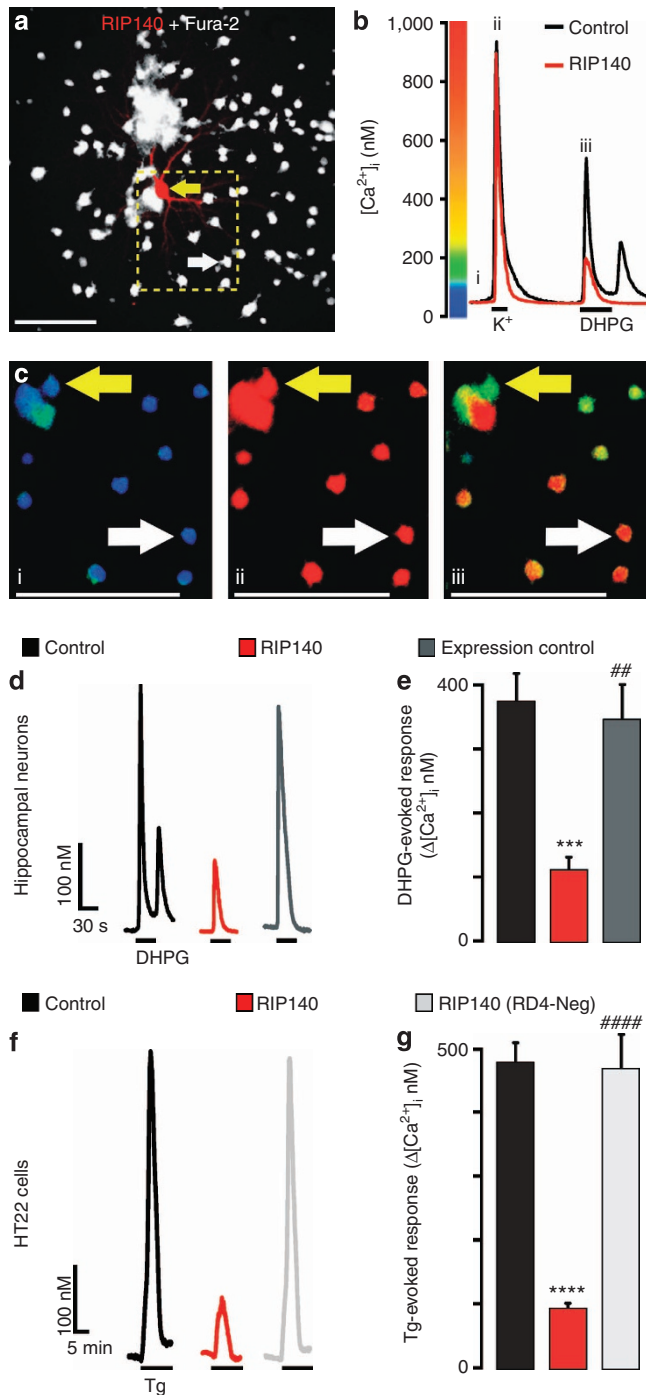 a
RIP140 + Fura-2
b
1,000
800
600
400
200
0
[Ca2+]i (nM)
Control
RIP140
i
ii
iii
K+
DHPG
c
i
ii
iii
Control
RIP140
Expression control
d
Hippocampal neurons
100 nM
30 s
DHPG
e
DHPG-evoked response
(Δ[Ca2+]i nM)
400
0
***
##
Control
RIP140
RIP140 (RD4-Neg)
f
HT22 cells
100 nM
5 min
Tg
g
Tg-evoked response (Δ[Ca2+]i nM)
500
0
****
####